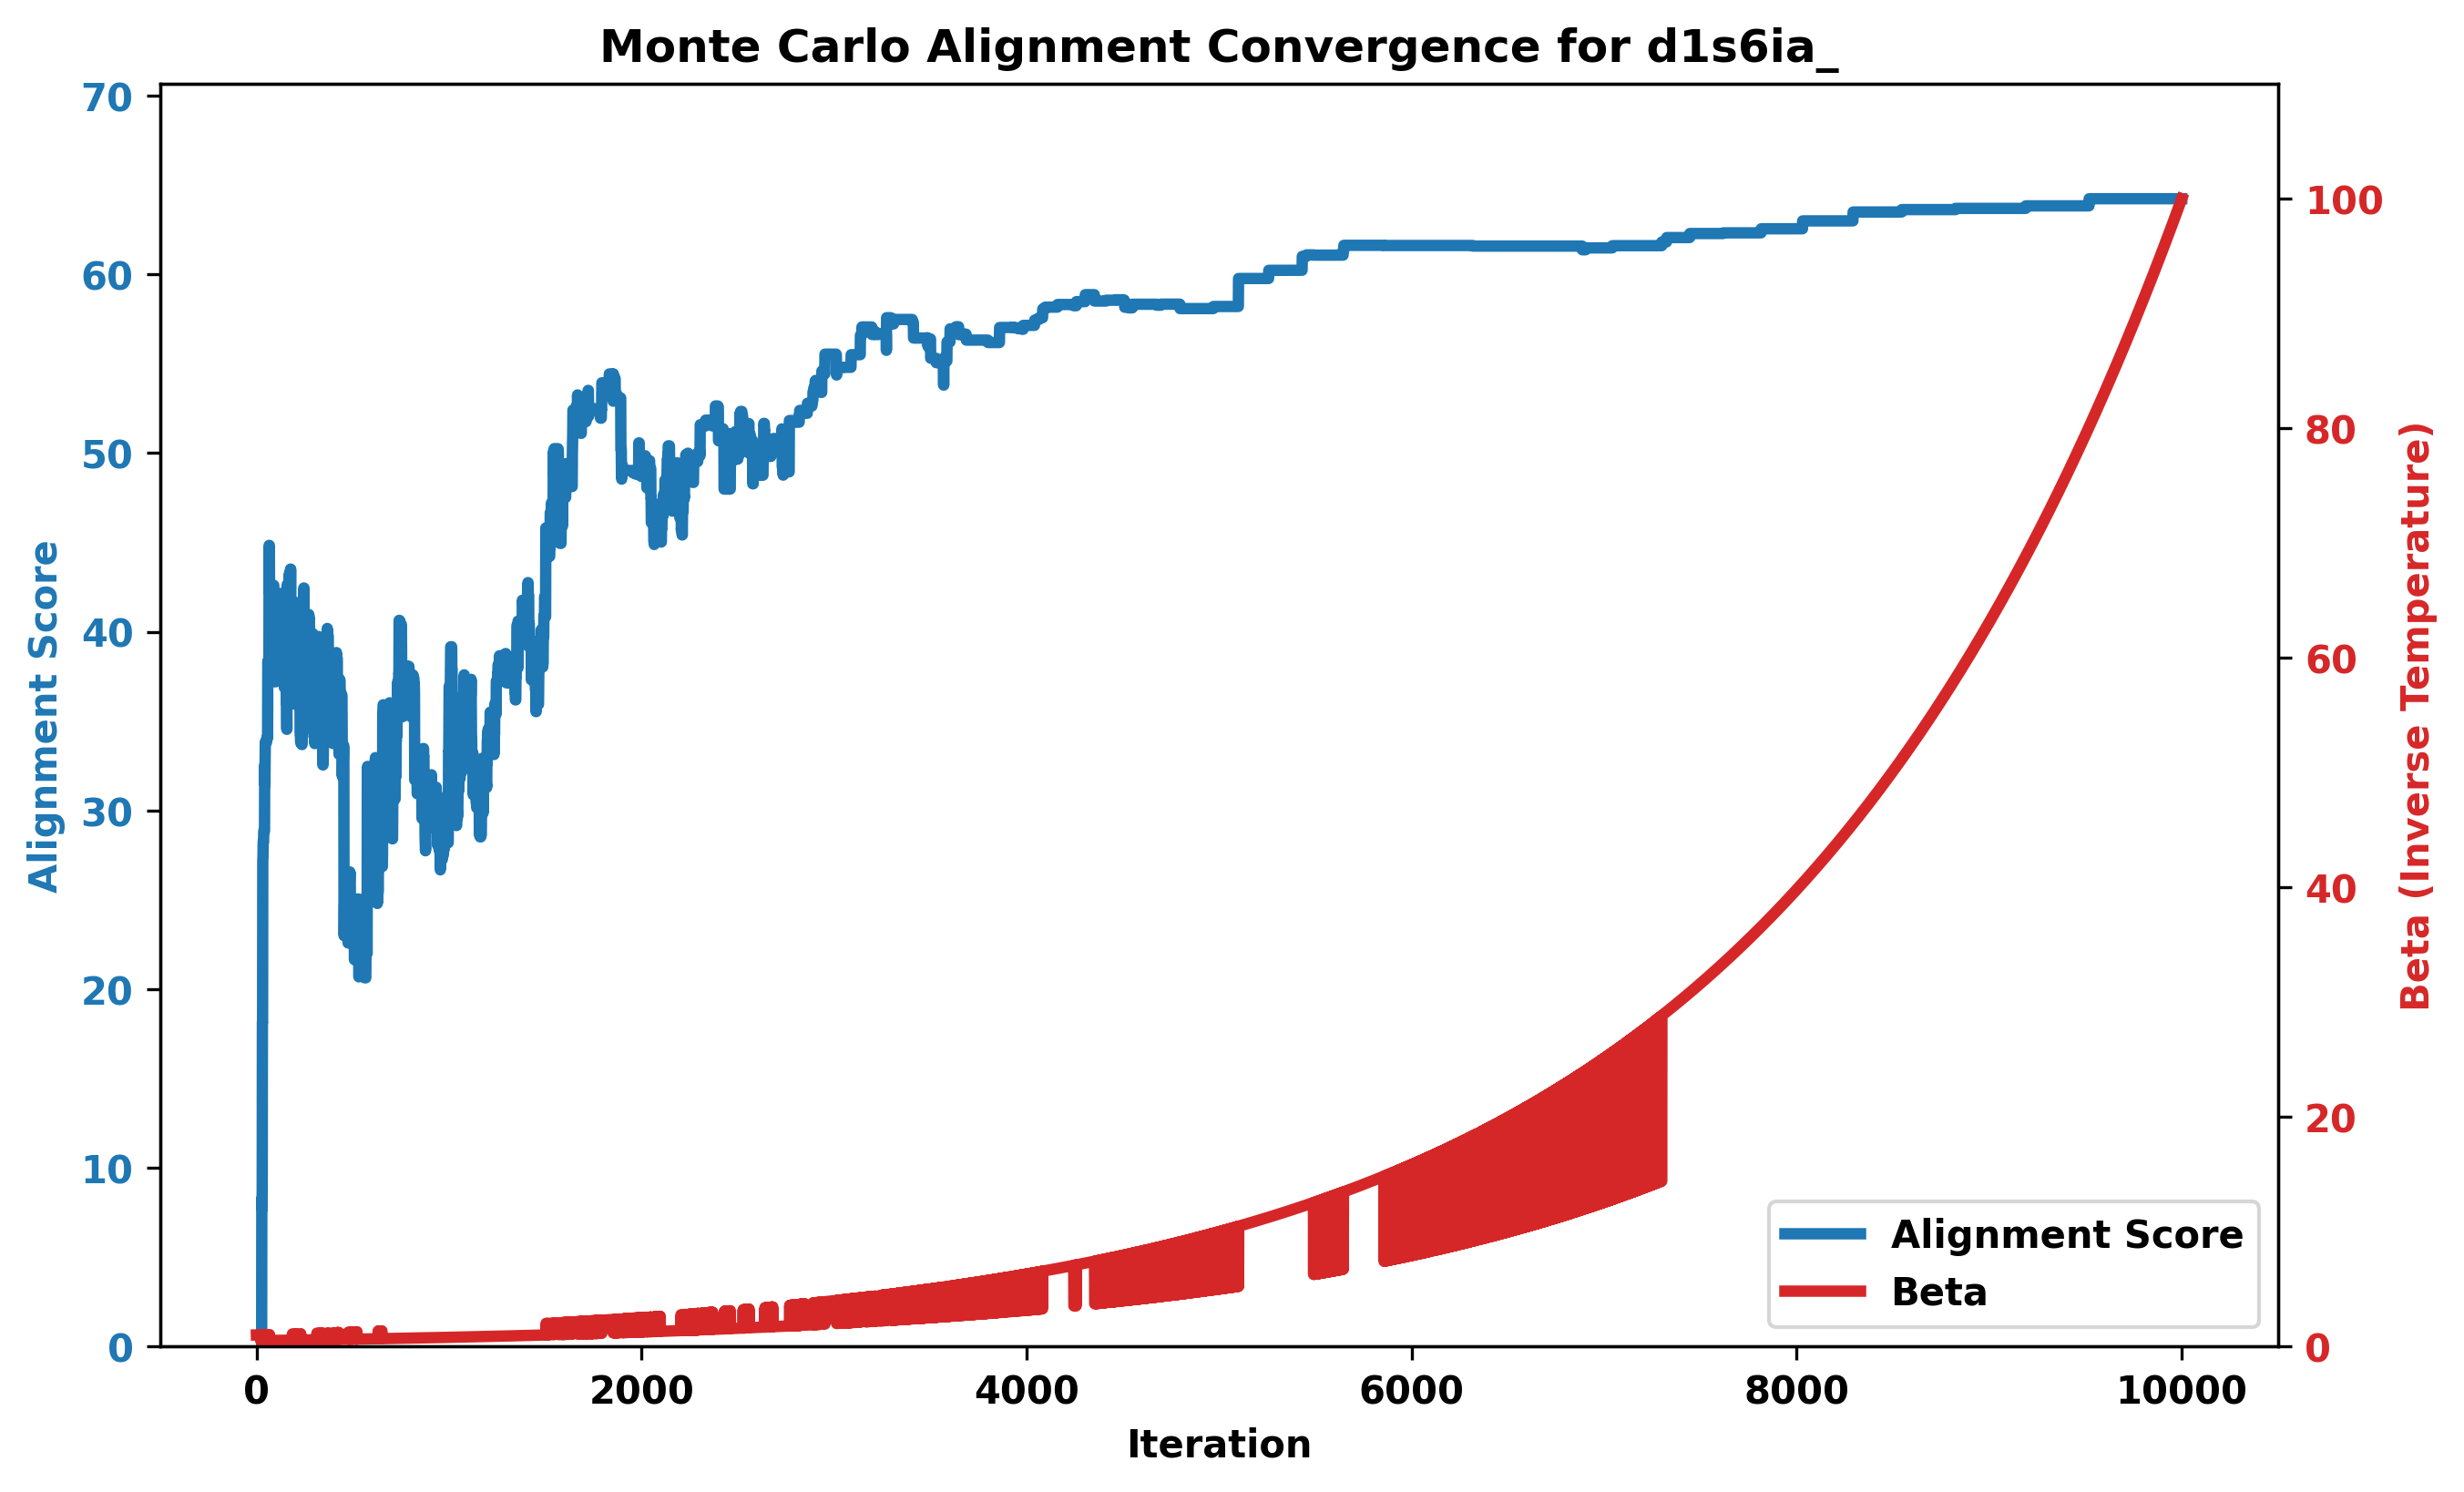 Monte Carlo Alignment Convergence for d1s6ia_
70
60
50
40
30
20
10
0
Alignment Score
100
80
60
40
20
0
Beta (Inverse Temperature)
Alignment Score
Beta
0 2000 4000 6000 8000 10000
Iteration